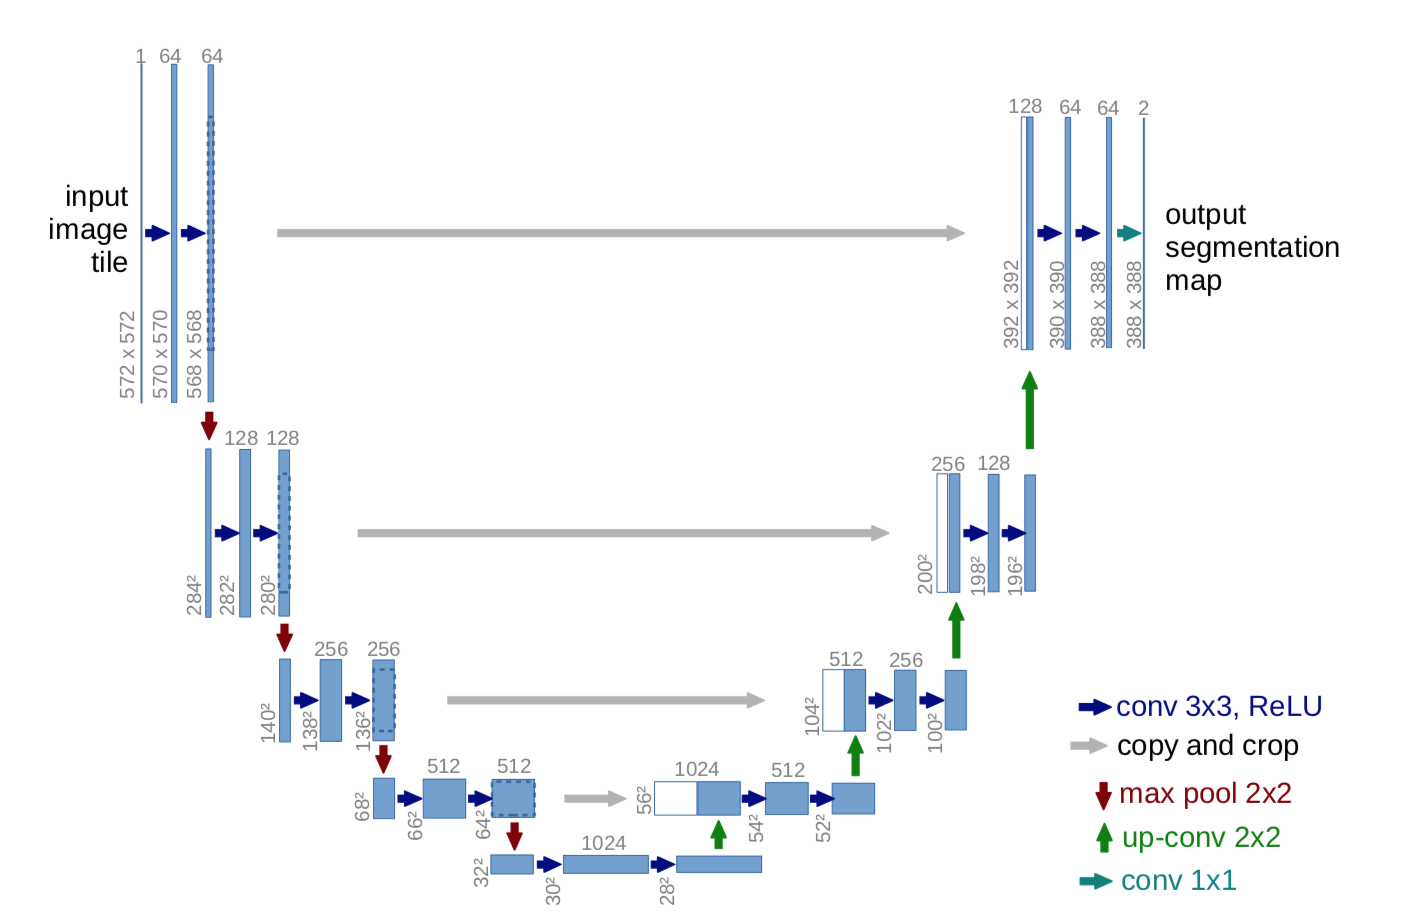 1 64 64
128 64 64 2
input
image
tile
output
segmentation
map
572 x 572
570 x 570
568 x 568
392 x 392
390 x 390
388 x 388
388 x 388
128 128
256 128
284²
282²
280²
200²
198²
196²
256 256
512 256
140²
138²
136²
104²
102²
100²
512 512
1024 512
68²
66²
64²
56²
54²
52²
1024
32²
30²
28²
conv 3x3, ReLU
copy and crop
max pool 2x2
up-conv 2x2
conv 1x1